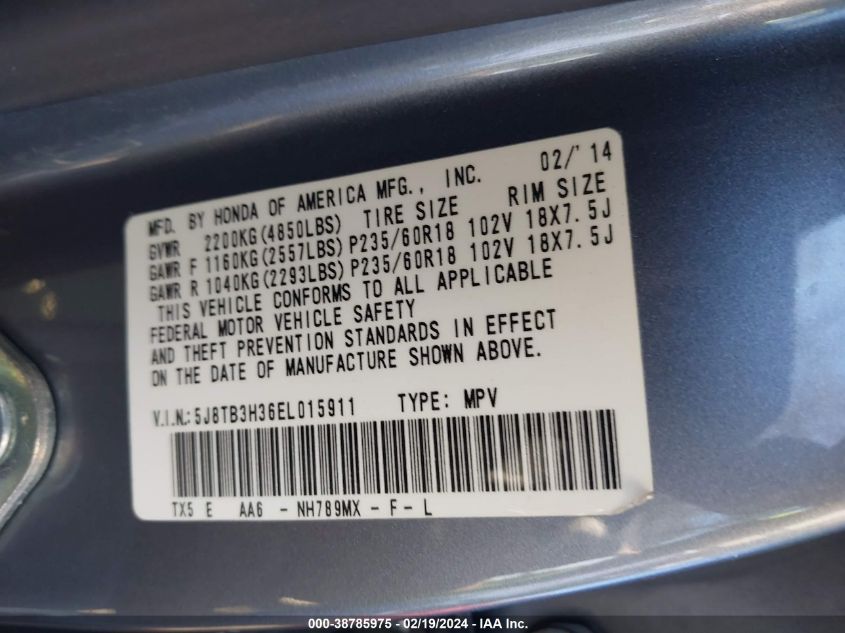 MFD. BY HONDA OF AMERICA MFG., INC. 02/'14
GVWR 2200KG(4850LBS) TIRE SIZE RIM SIZE
GAWR F 1160KG(2557LBS) P235/60R18 102V 18X7.5J
GAWR R 1040KG(2293LBS) P235/60R18 102V 18X7.5J
THIS VEHICLE CONFORMS TO ALL APPLICABLE
FEDERAL MOTOR VEHICLE SAFETY
AND THEFT PREVENTION STANDARDS IN EFFECT
ON THE DATE OF MANUFACTURE SHOWN ABOVE.
V.I.N.: 5J8TB3H36EL015911 TYPE: MPV
TX5 E AA6 - NH789MX - F - L
000-38785975 - 02/19/2024 - IAA Inc.